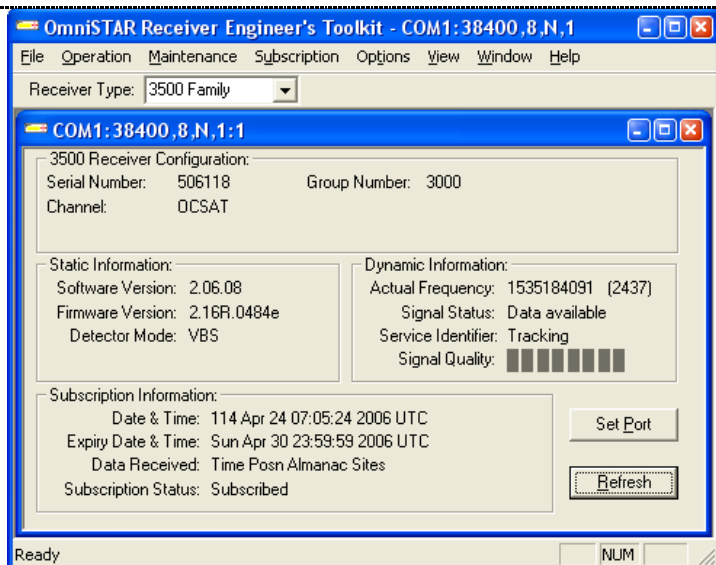 OmniSTAR Receiver Engineer's Toolkit - COM1:38400,8,N,1
File Operation Maintenance Subscription Options View Window Help
Receiver Type: 3500 Family
COM1:38400,8,N,1:1
3500 Receiver Configuration:
Serial Number: 506118 Group Number: 3000
Channel: OCSAT
Static Information:
Software Version: 2.06.08
Firmware Version: 2.16R.0484e
Detector Mode: VBS
Dynamic Information:
Actual Frequency: 1535184091 (2437)
Signal Status: Data available
Service Identifier: Tracking
Signal Quality:
Subscription Information:
Date & Time: 114 Apr 24 07:05:24 2006 UTC
Expiry Date & Time: Sun Apr 30 23:59:59 2006 UTC
Data Received: Time Posn Almanac Sites
Subscription Status: Subscribed
Set Port
Refresh
Ready NUM